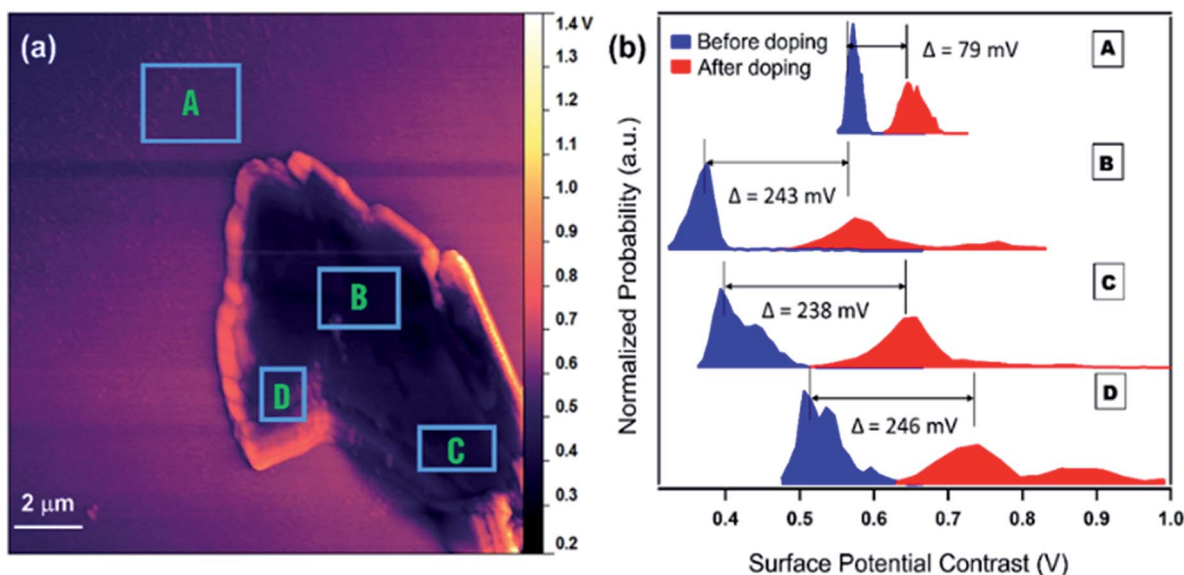 (a)
A
B
D
C
2 μm
1.4 V
1.3
1.2
1.1
1.0
0.9
0.8
0.7
0.6
0.5
0.4
0.3
0.2
(b)
Before doping
After doping
Δ = 79 mV
A
Δ = 243 mV
B
Δ = 238 mV
C
Δ = 246 mV
D
Normalized Probability (a.u.)
0.4 0.5 0.6 0.7 0.8 0.9 1.0
Surface Potential Contrast (V)